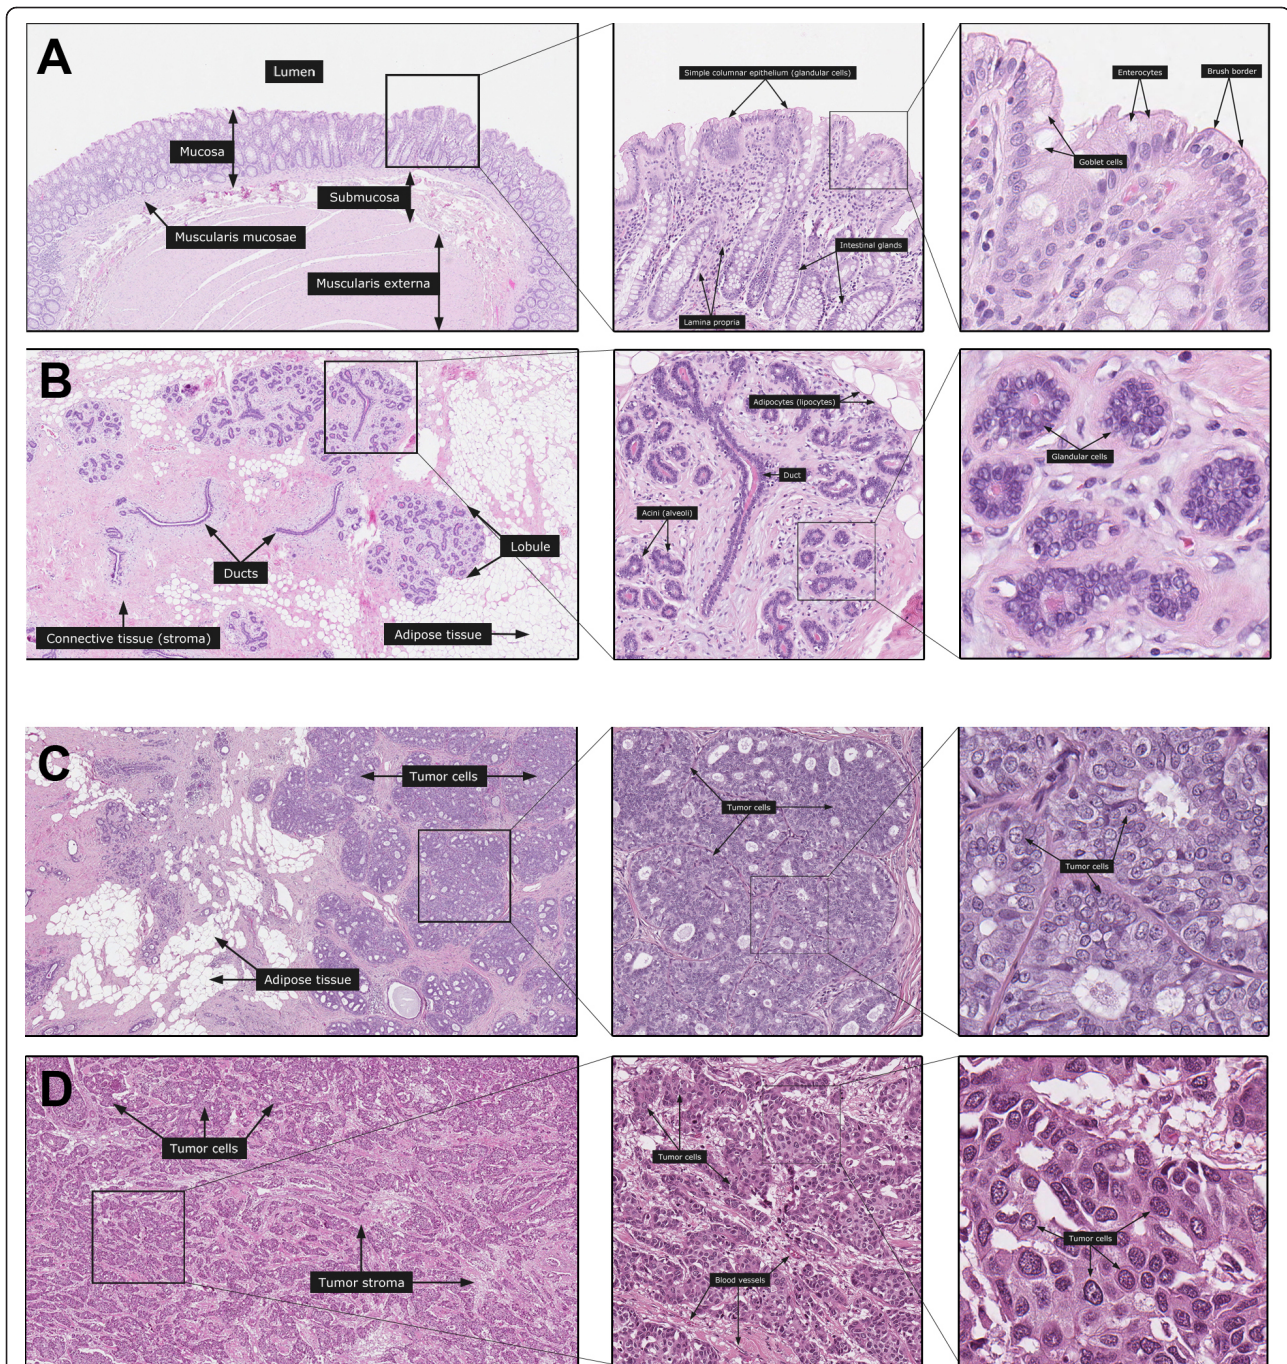 A
Lumen
Mucosa
Submucosa
Muscularis mucosae
Muscularis externa
Simple columnar epithelium (glandular cells)
Intestinal glands
Lamina propria
Enterocytes
Brush border
Goblet cells
B
Ducts
Lobule
Connective tissue (stroma)
Adipose tissue
Adipocytes (lipocytes)
Duct
Acini (alveoli)
Glandular cells
C
Tumor cells
Adipose tissue
Tumor cells
Tumor cells
D
Tumor cells
Tumor stroma
Tumor cells
Blood vessels
Tumor cells